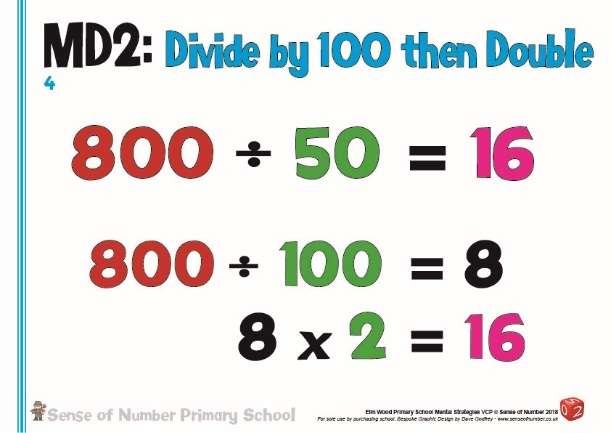 MD2: Divide by 100 then Double
4
800 ÷ 50 = 16
800 ÷ 100 = 8
8 x 2 = 16
Sense of Number Primary School
Elm Wood Primary School Mental Strategies VCP © Sense of Number 2018
For sole use by purchasing school. Bespoke Graphic Design by Dave Godfrey - www.senseofnumber.co.uk